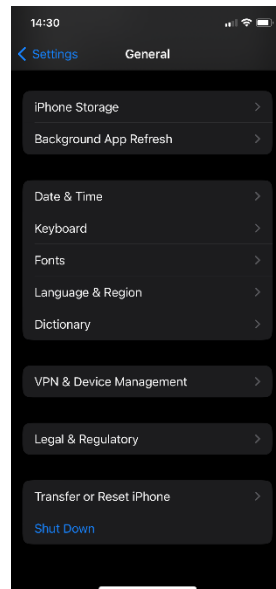 14:30
Settings
General
iPhone Storage
Background App Refresh
Date & Time
Keyboard
Fonts
Language & Region
Dictionary
VPN & Device Management
Legal & Regulatory
Transfer or Reset iPhone
Shut Down